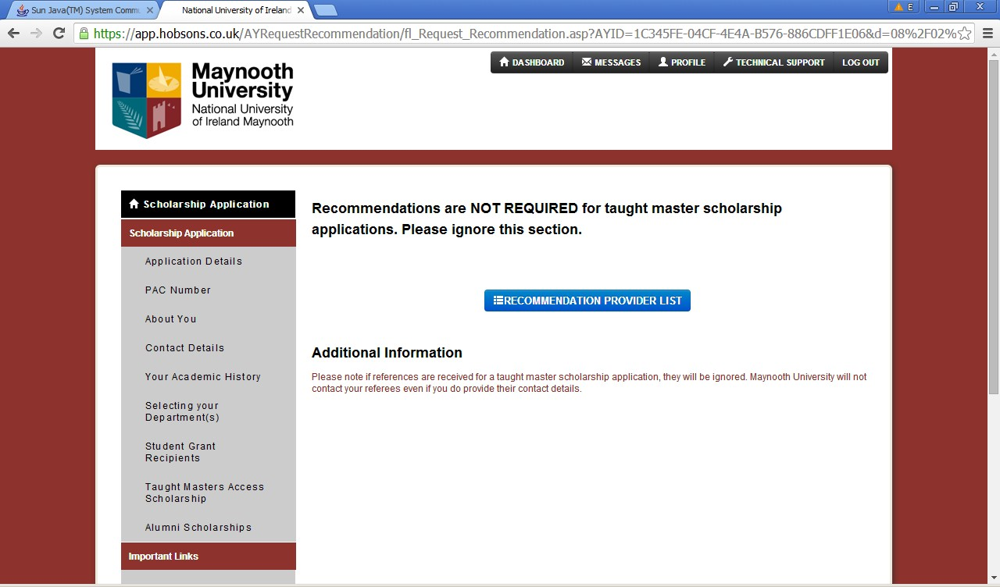 Sun Java(TM) System Commu
National University of Ireland
E
https://app.hobsons.co.uk/AYRequestRecommendation/fl_Request_Recommendation.asp?AYID=1C345FE-04CF-4E4A-B576-886CDFF1E06&d=08%2F02%
Maynooth
University
National University
of Ireland Maynooth
DASHBOARD MESSAGES PROFILE TECHNICAL SUPPORT LOG OUT
Scholarship Application
Scholarship Application
Application Details
PAC Number
About You
Contact Details
Your Academic History
Selecting your
Department(s)
Student Grant
Recipients
Taught Masters Access
Scholarship
Alumni Scholarships
Important Links
Recommendations are NOT REQUIRED for taught master scholarship
applications. Please ignore this section.
RECOMMENDATION PROVIDER LIST
Additional Information
Please note if references are received for a taught master scholarship application, they will be ignored. Maynooth University will not
contact your referees even if you do provide their contact details.